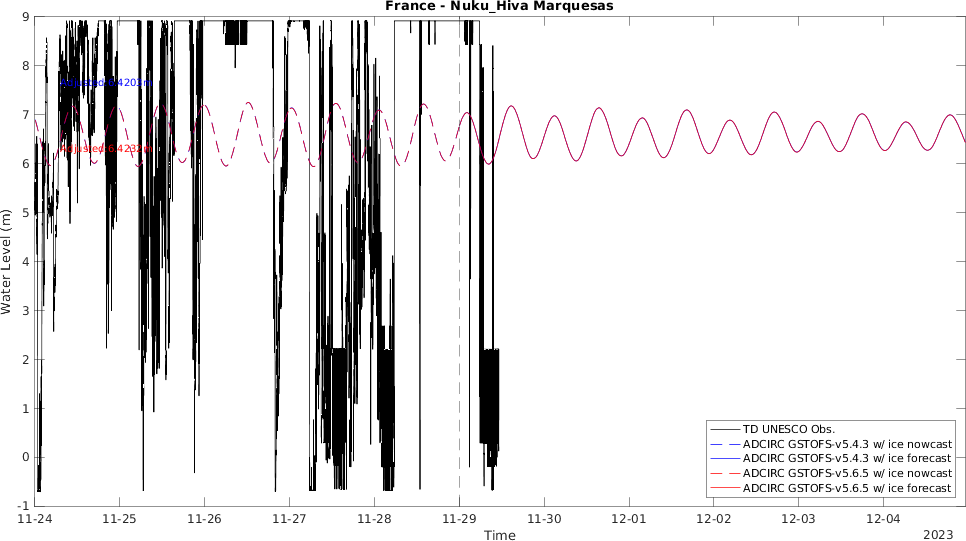 France - Nuku_Hiva Marquesas
9
8
7
6
5
4
3
2
1
0
-1
Water Level (m)
11-24
11-25
11-26
11-27
11-28
11-29
11-30
12-01
12-02
12-03
12-04
Time
2023
TD UNESCO Obs.
ADCIRC GSTOFS-v5.4.3 w/ ice nowcast
ADCIRC GSTOFS-v5.4.3 w/ ice forecast
ADCIRC GSTOFS-v5.6.5 w/ ice nowcast
ADCIRC GSTOFS-v5.6.5 w/ ice forecast